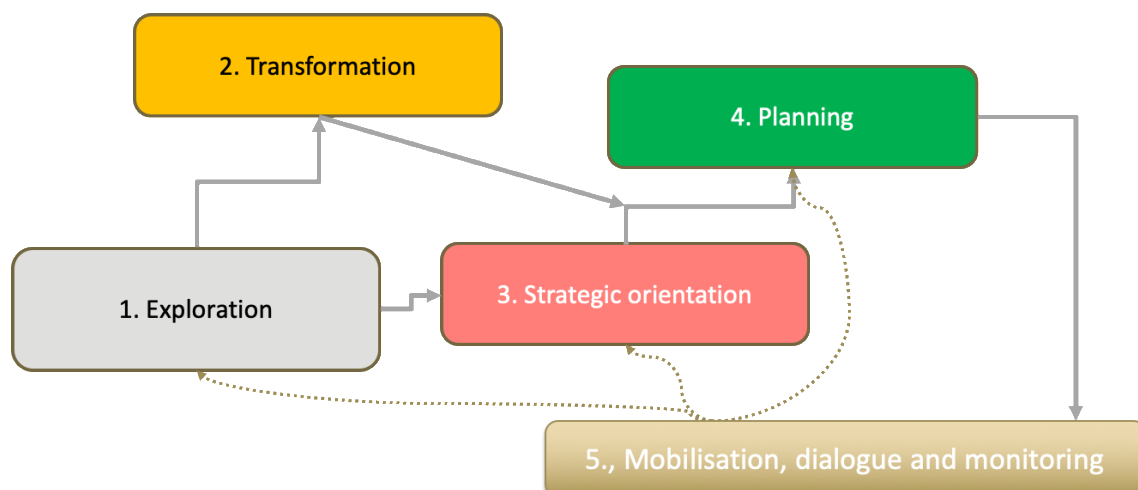 2. Transformation
4. Planning
1. Exploration
3. Strategic orientation
5., Mobilisation, dialogue and monitoring